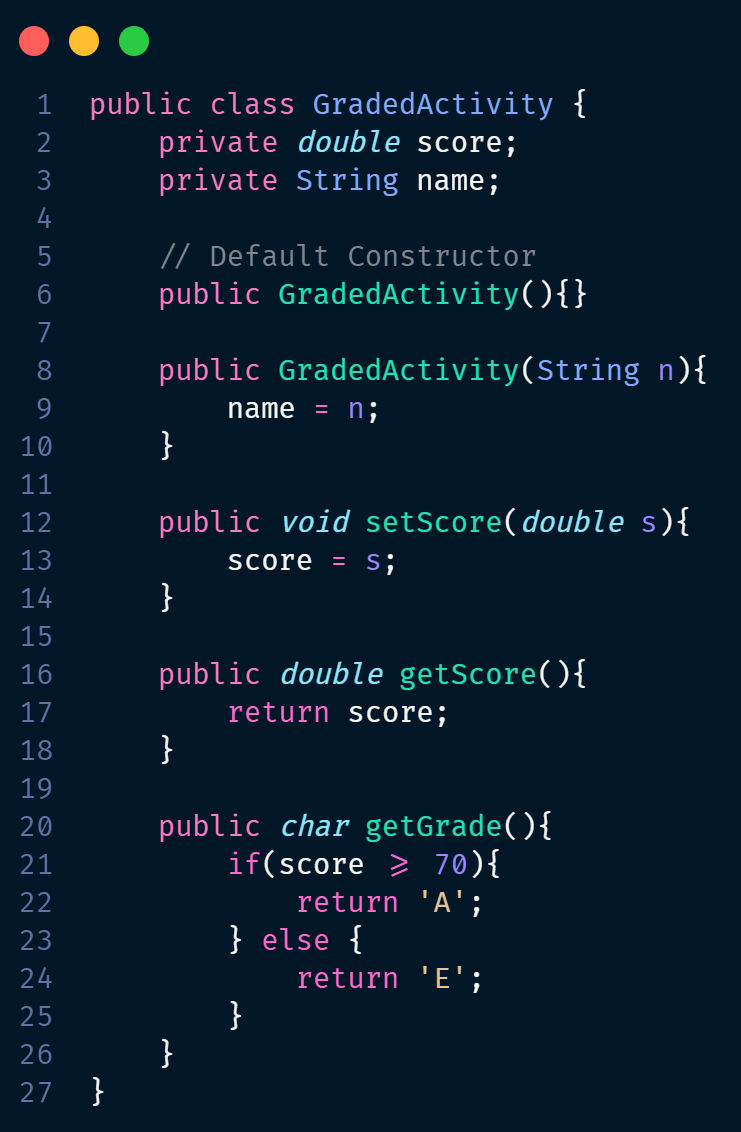 1 public class GradedActivity {
2     private double score;
3     private String name;
4
5     // Default Constructor
6     public GradedActivity(){}
7
8     public GradedActivity(String n){
9         name = n;
10     }
11
12     public void setScore(double s){
13         score = s;
14     }
15
16     public double getScore(){
17         return score;
18     }
19
20     public char getGrade(){
21         if(score >= 70){
22             return 'A';
23         } else {
24             return 'E';
25         }
26     }
27 }